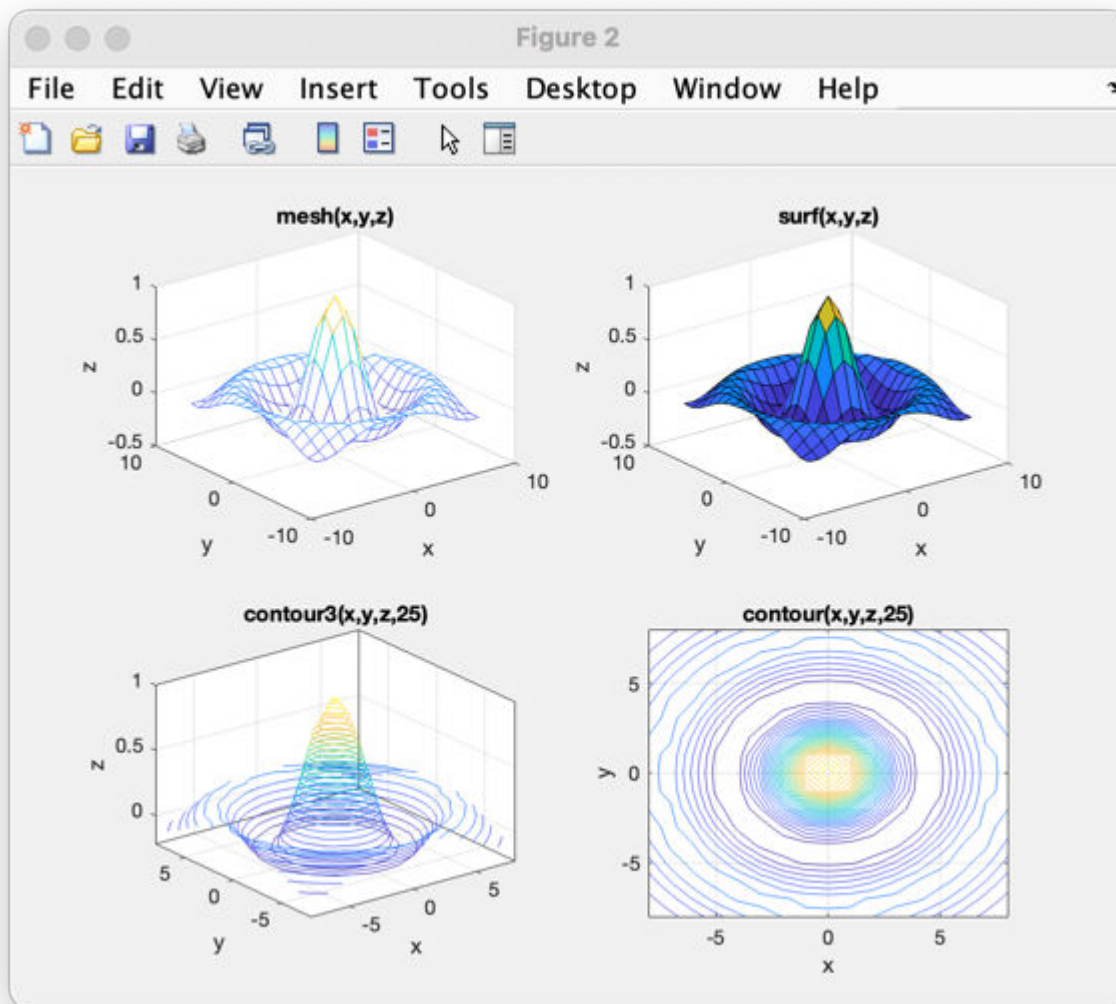 Figure 2
File Edit View Insert Tools Desktop Window Help
mesh(x,y,z)
1
0.5
0
-0.5
z
10
0
-10
y
-10
0
10
x
surf(x,y,z)
1
0.5
0
-0.5
z
10
0
-10
y
-10
0
10
x
contour3(x,y,z,25)
1
0.5
0
z
5
0
-5
y
-5
0
5
x
contour(x,y,z,25)
5
0
-5
y
-5
0
5
x